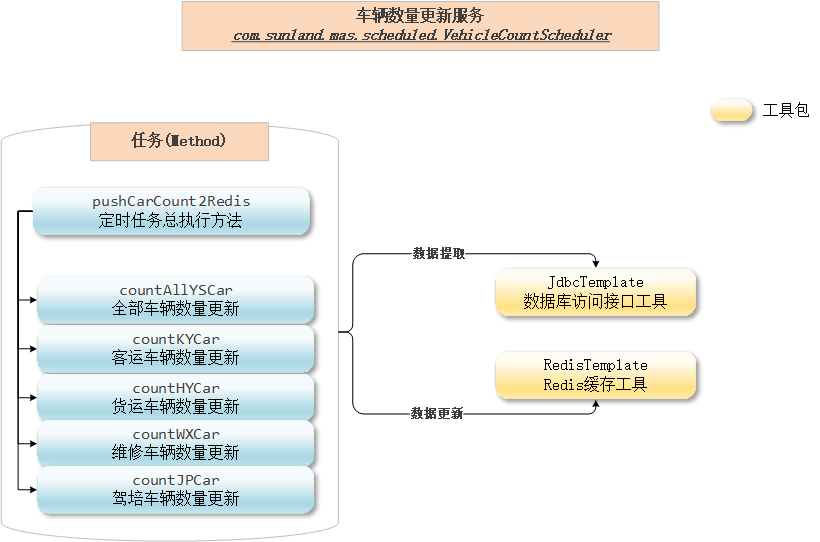 车辆数量更新服务
com.sunland.mas.scheduled.VehicleCountScheduler
工具包
任务(Method)
pushCarCount2Redis
定时任务总执行方法
countAllYSCar
全部车辆数量更新
countKYCar
客运车辆数量更新
countHYCar
货运车辆数量更新
countWXCar
维修车辆数量更新
countJPCar
驾培车辆数量更新
数据提取
JdbcTemplate
数据库访问接口工具
RedisTemplate
Redis缓存工具
数据更新